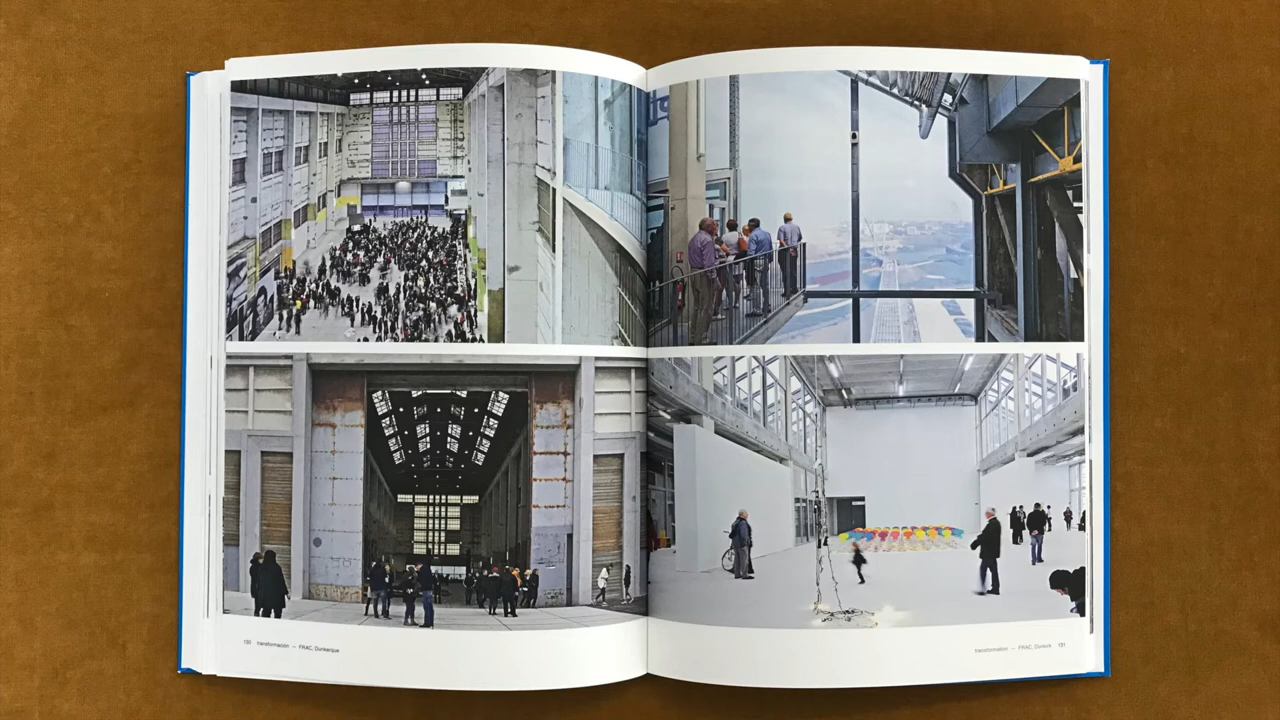 130 transformación — FRAC, Dunkerque
transformation — FRAC, Dunkirk 131